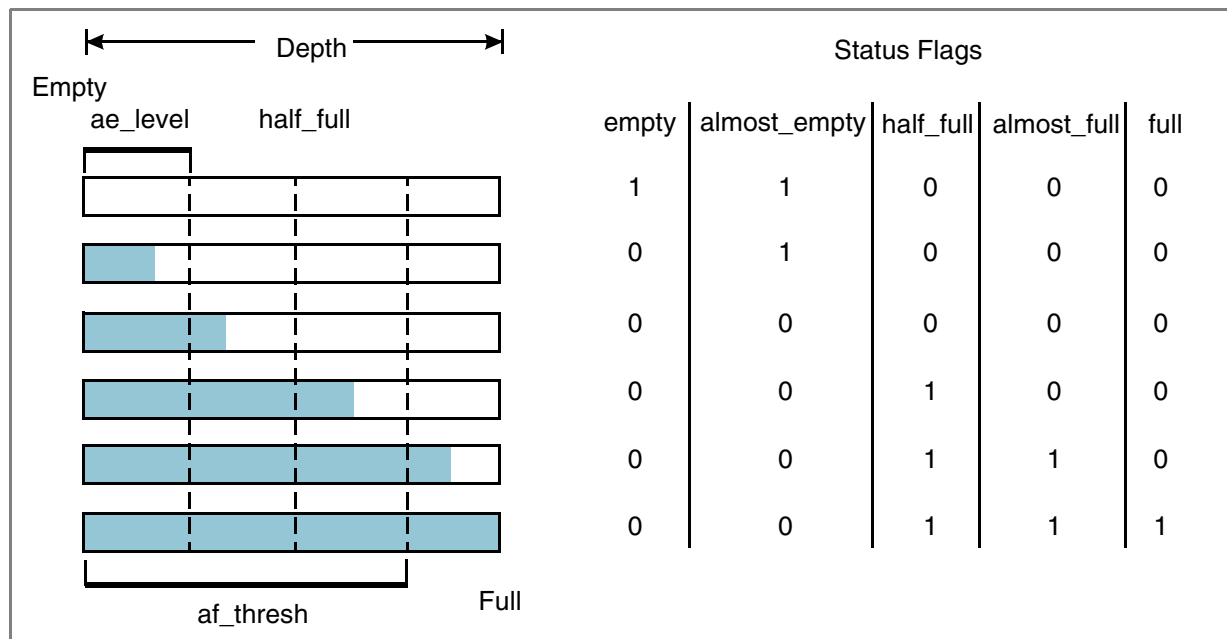 Depth
Status Flags
Empty
ae_level half_full
empty almost_empty half_full almost_full full
1 1 0 0 0
0 1 0 0 0
0 0 0 0 0
0 0 1 0 0
0 0 1 1 0
0 0 1 1 1
af_thresh
Full